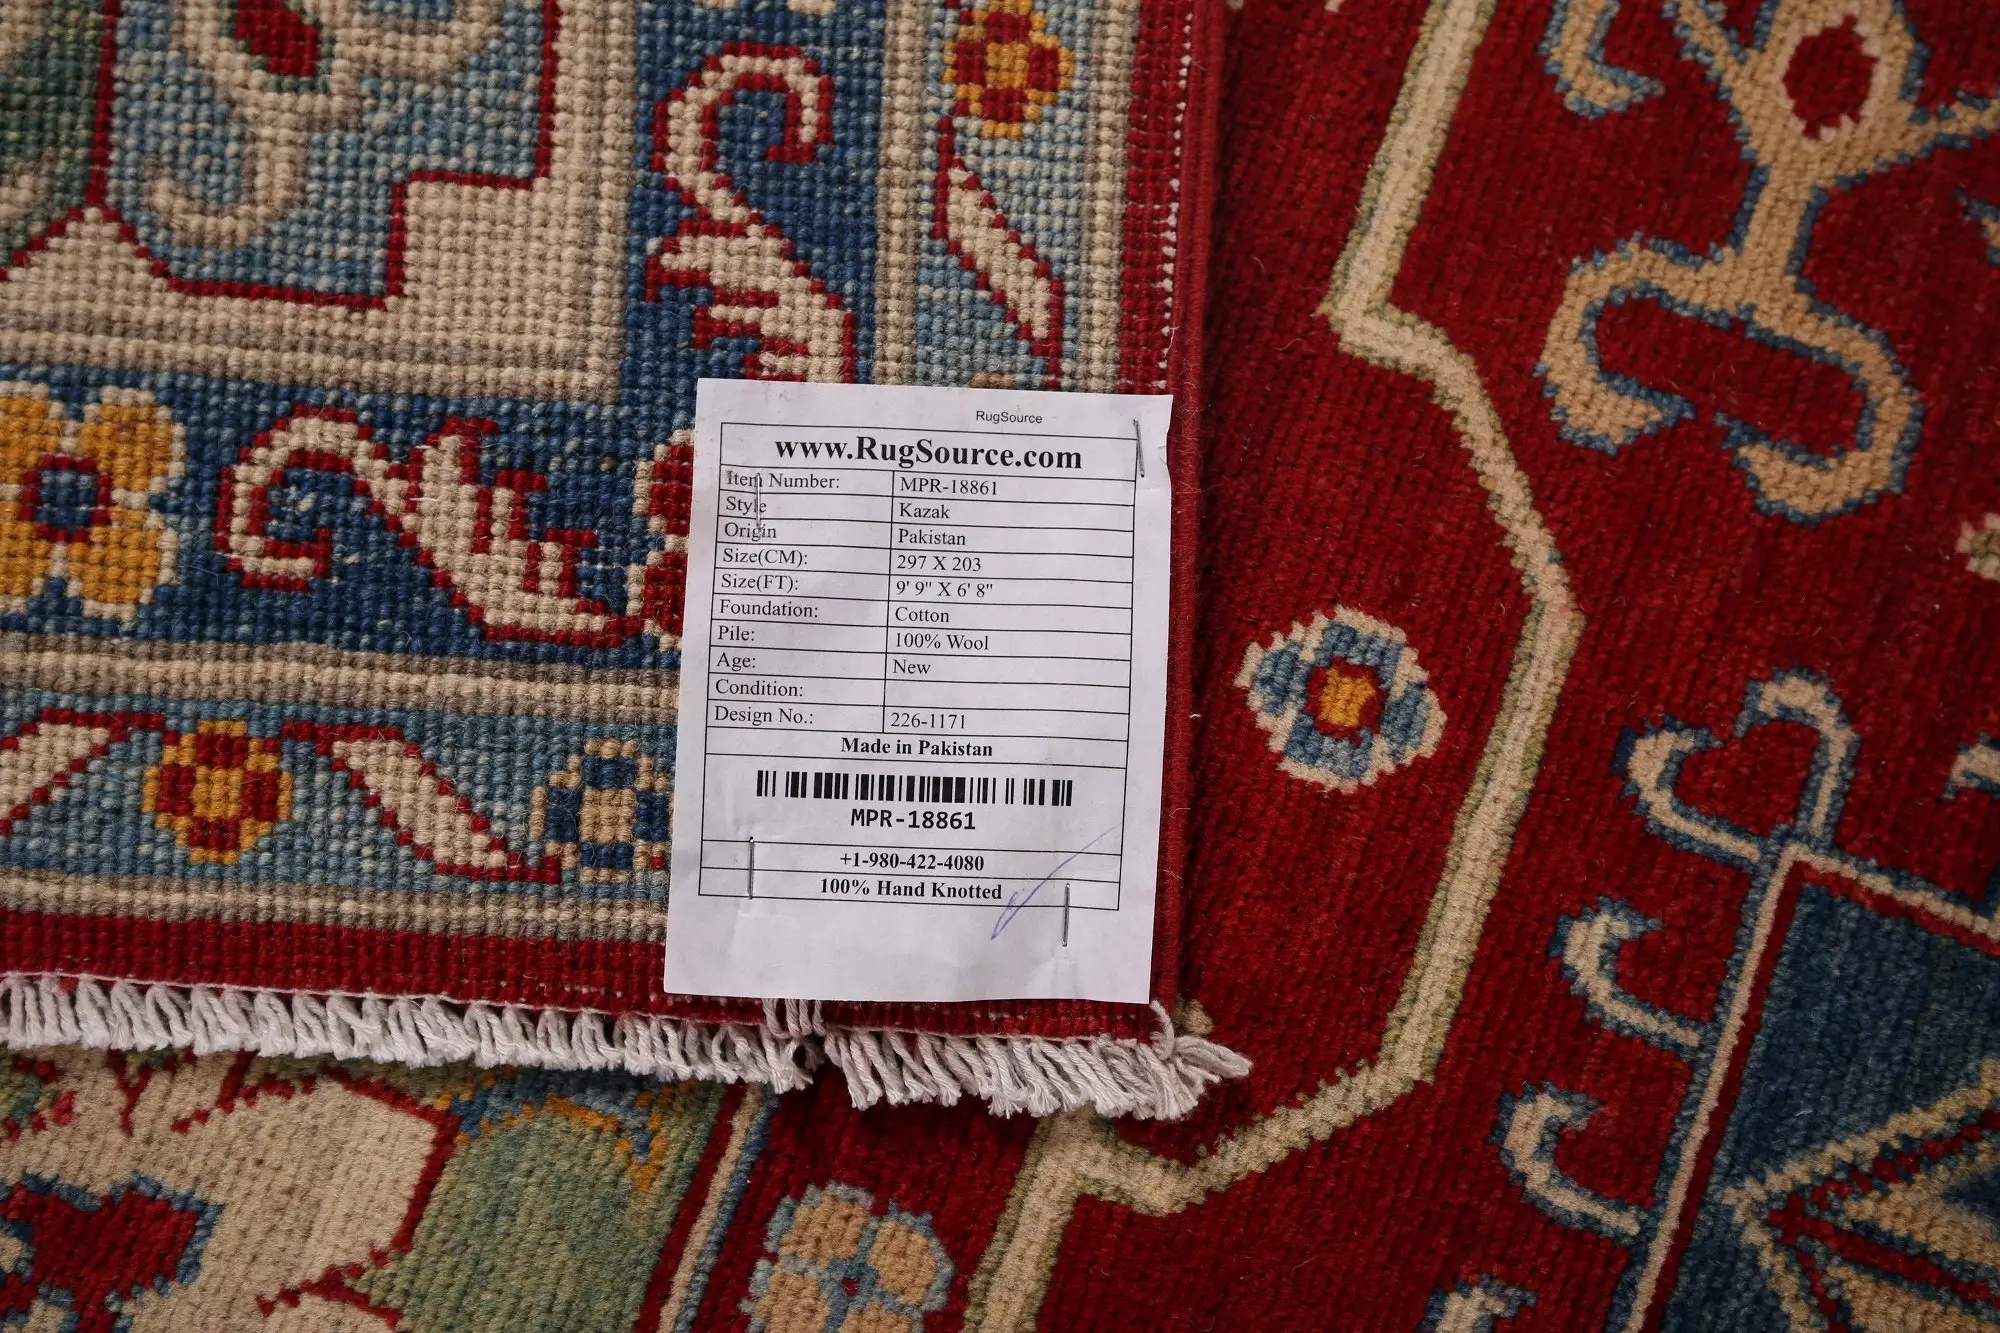 RugSource
www.RugSource.com
Item Number: MPR-18861
Style Kazak
Origin Pakistan
Size(CM): 297 X 203
Size(FT): 9' 9" X 6' 8"
Foundation: Cotton
Pile: 100% Wool
Age: New
Condition:
Design No.: 226-1171
Made in Pakistan
MPR-18861
+1-980-422-4080
100% Hand Knotted